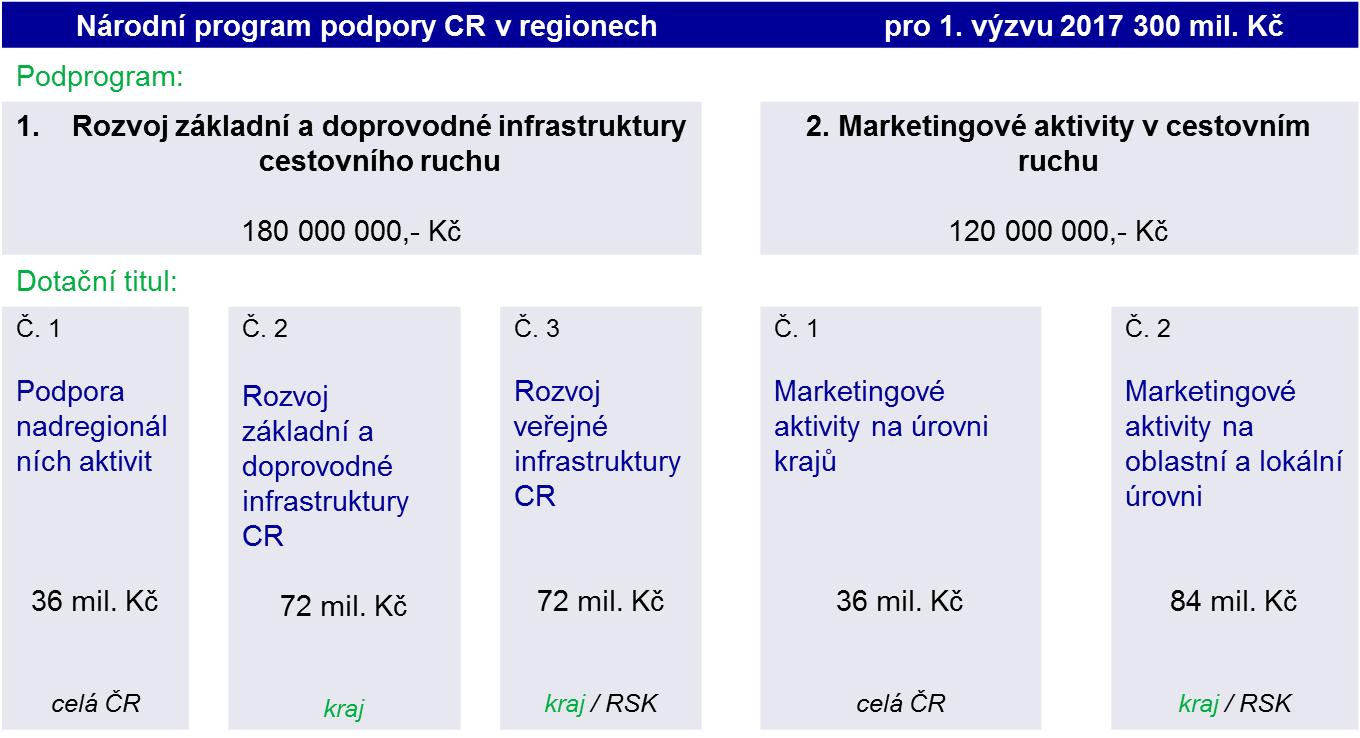 Národní program podpory CR v regionech pro 1. výzvu 2017 300 mil. Kč
Podprogram:
1. Rozvoj základní a doprovodné infrastruktury
cestovního ruchu
180 000 000,- Kč
2. Marketingové aktivity v cestovním
ruchu
120 000 000,- Kč
Dotační titul:
Č. 1
Podpora
nadregionál
ních aktivit
36 mil. Kč
celá ČR
Č. 2
Rozvoj
základní a
doprovodné
infrastruktury
CR
72 mil. Kč
kraj
Č. 3
Rozvoj
veřejné
infrastruktury
CR
72 mil. Kč
kraj / RSK
Č. 1
Marketingové
aktivity na úrovni
krajů
36 mil. Kč
celá ČR
Č. 2
Marketingové
aktivity na
oblastní a lokální
úrovni
84 mil. Kč
kraj / RSK